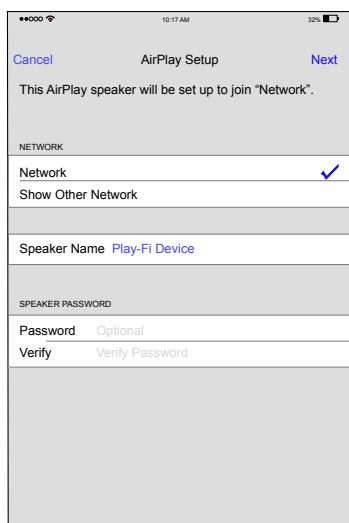 10:17 AM 32%
Cancel AirPlay Setup Next
This AirPlay speaker will be set up to join “Network”.
NETWORK
Network
Show Other Network
Speaker Name Play-Fi Device
SPEAKER PASSWORD
Password Optional
Verify Verify Password